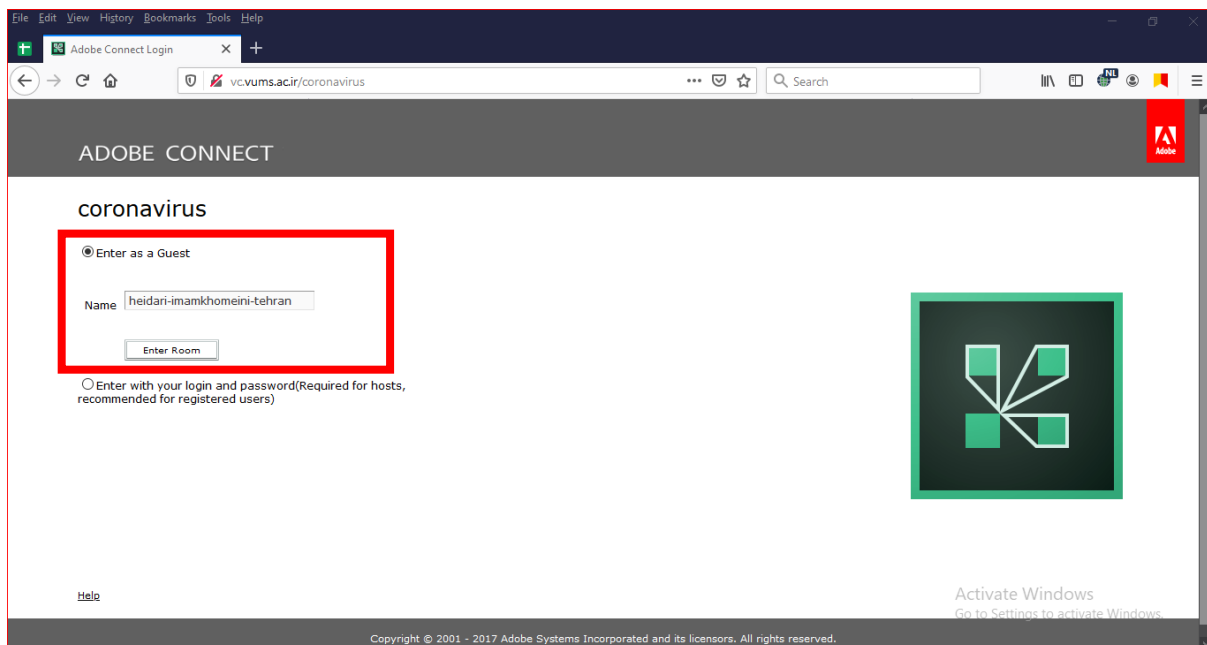 File Edit View History Bookmarks Tools Help
Adobe Connect Login
vc.vums.ac.ir/coronavirus
Search
NL
ADOBE CONNECT
Adobe
coronavirus
Enter as a Guest
Name heidari-imamkhomeini-tehran
Enter Room
Enter with your login and password(Required for hosts,
recommended for registered users)
Help
Activate Windows
Go to Settings to activate Windows.
Copyright © 2001 - 2017 Adobe Systems Incorporated and its licensors. All rights reserved.